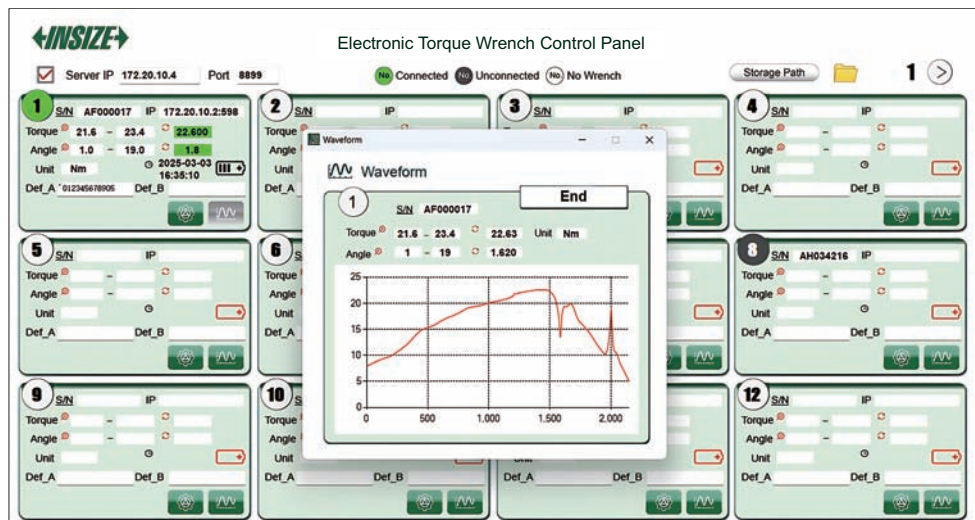 INSIZE
Electronic Torque Wrench Control Panel
Server IP 172.20.10.4 Port 8899 No Connected No Unconnected No. No Wrench Storage Path 1 >
1 S/N AF000017 IP 172.20.10.2:598
Torque 21.6 - 23.4 22.600
Angle 1.0 - 19.0 1.8
Unit Nm 2025-03-03
16:35:10
Def_A 012345678905 Def_B
2 S/N IP
Torque
Angle
Unit
Def_A
3 S/N IP
4 S/N IP
Torque -
Angle -
Unit
Def_A Def_B
Waveform
Waveform
1 End
S/N AF000017
Torque 21.6 - 23.4 22.63 Unit Nm
Angle 1 - 19 1.620
25
20
15
10
5
0
0 500 1.000 1.500 2.000
5 S/N IP
Torque -
Angle -
Unit
Def_A Def_B
6 S
Torque
Angle
Unit
Def_A
8 S/N AH034216 IP
Torque -
Angle -
Unit
Def_A Def_B
9 S/N IP
Torque -
Angle -
Unit
Def_A Def_B
10 S
Torque
Angle
Unit
Def_A Def_B
Def_A Def_B
12 S/N IP
Torque -
Angle -
Unit
Def_A Def_B